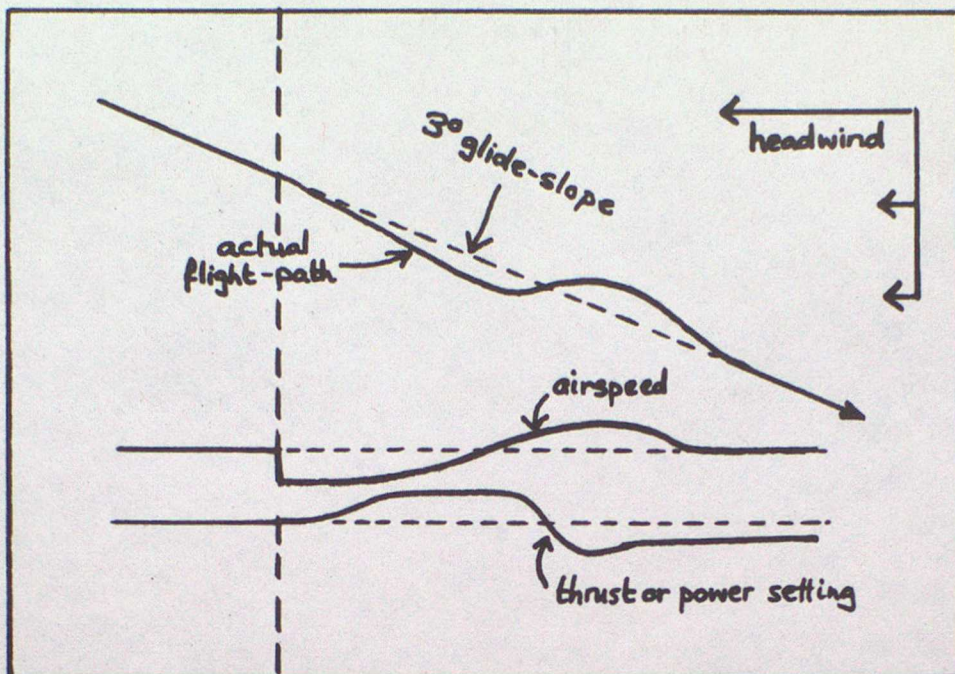 3° glide-slope
headwind
actual
flight-path
airspeed
thrust or power setting